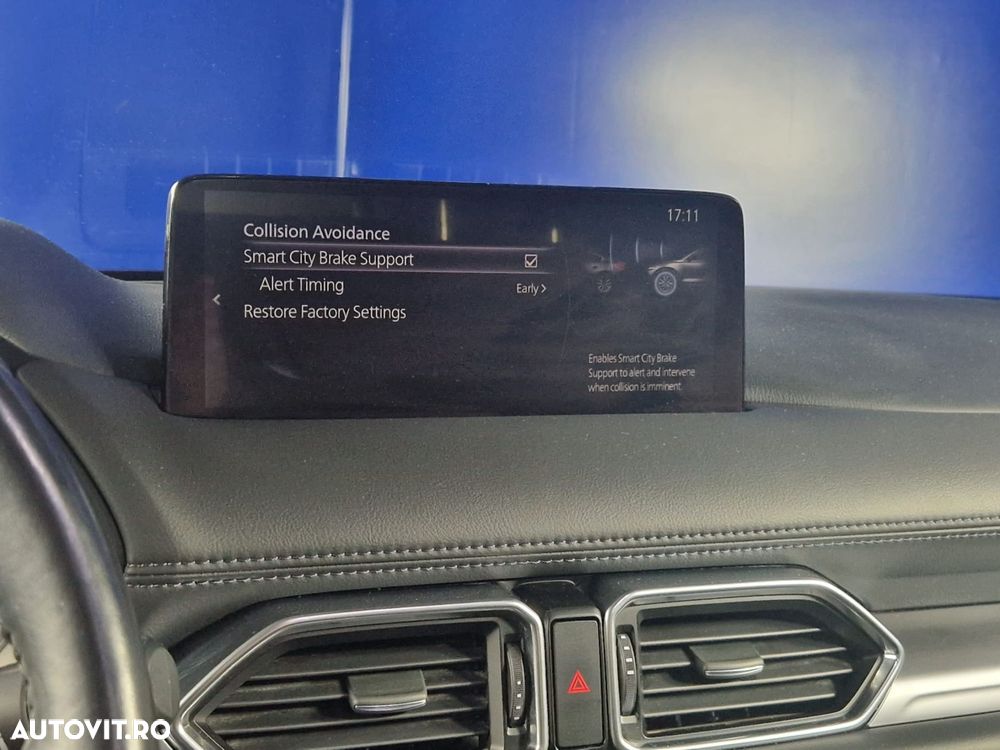 17:11
Collision Avoidance
Smart City Brake Support
Alert Timing Early
Restore Factory Settings
Enables Smart City Brake
Support to alert and intervene
when collision is imminent.
AUTOVIT.RO